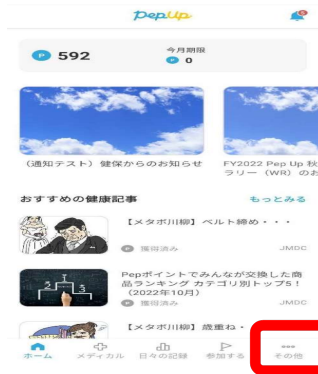 PepUp
P 592
今月期限
P 0
(通知テスト) 健保からのお知らせ
FY2022 Pep Up 秋
ラリー (WR) のお
おすすめの健康記事
もっとみる
【メタボ川柳】ベルト締め・・・
P 獲得済み
JMDC
Pepポイントでみんなが交換した商
品ランキング カテゴリ別トップ5!
(2022年10月)
P 獲得済み
JMDC
【メタボ川柳】歳重ね・
ホーム
メディカル
日々の記録
参加する
その他